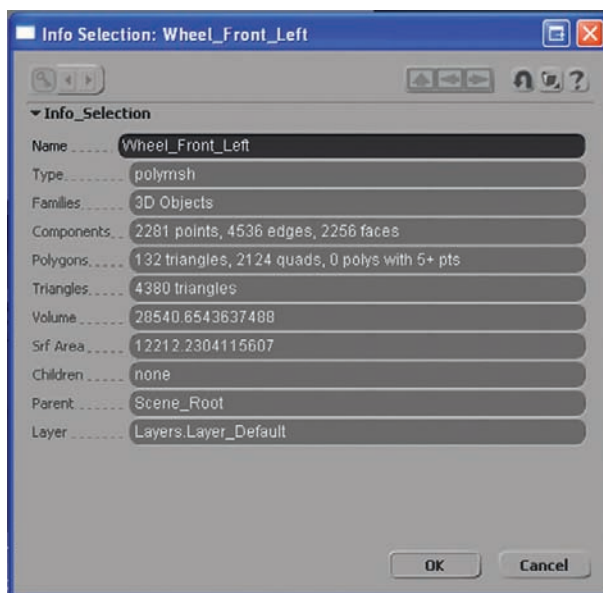 Info Selection: Wheel_Front_Left
?
Info_Selection
Name Wheel_Front_Left
Type polymsh
Families 3D Objects
Components 2281 points, 4536 edges, 2256 faces
Polygons 132 triangles, 2124 quads, 0 polys with 5+ pts
Triangles 4380 triangles
Volume 28540.6543637488
Srf Area 12212.2304115607
Children none
Parent Scene_Root
Layer Layers.Layer_Default
OK Cancel